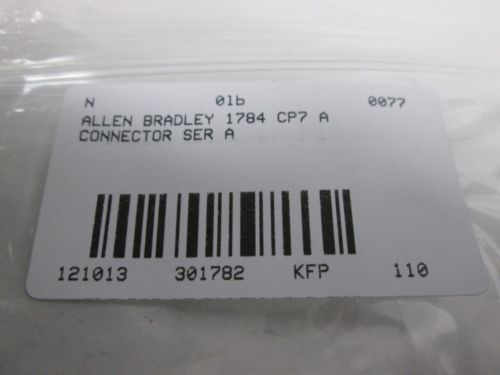 N 01b 0077
ALLEN BRADLEY 1784 CP7 A
CONNECTOR SER A
121013 301782 KFP 110